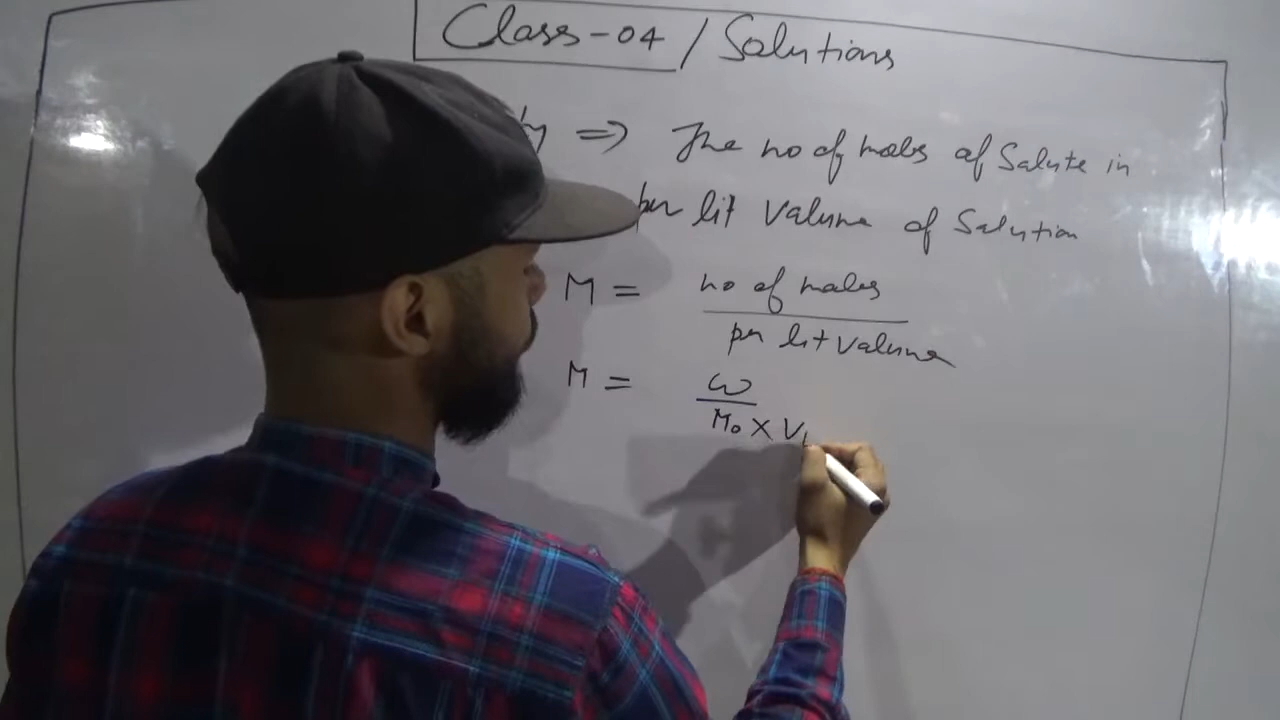 Class-04 / Solutions
ty => The no of moles of Solute in
per lit Volume of Solution
M = no of moles
per lit volume
M = ω
M₀ × V